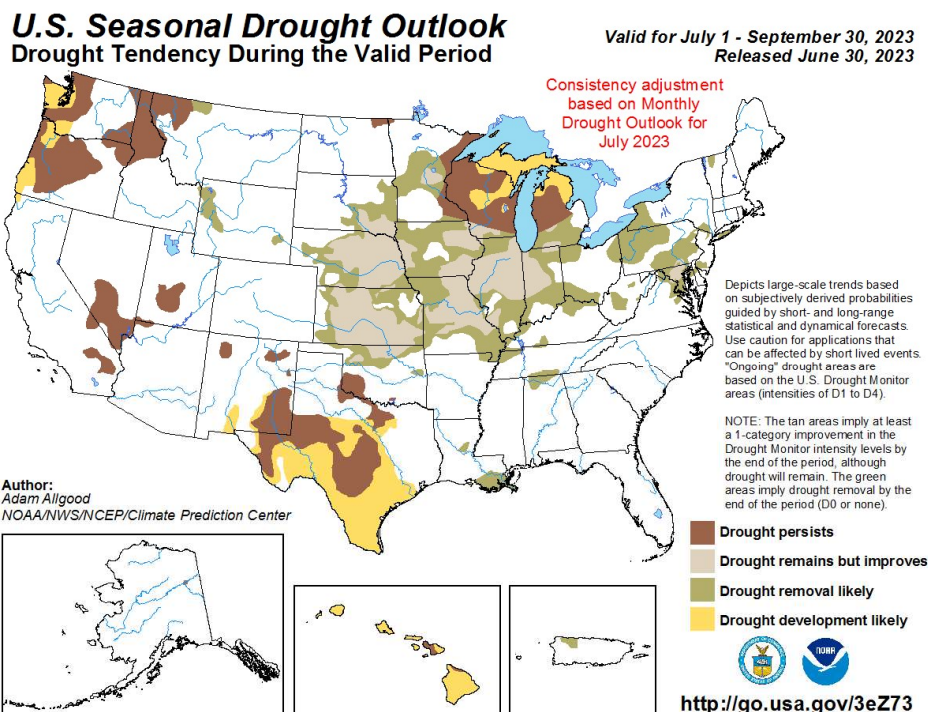 U.S. Seasonal Drought Outlook
Drought Tendency During the Valid Period
Valid for July 1 - September 30, 2023
Released June 30, 2023
Consistency adjustment
based on Monthly
Drought Outlook for
July 2023
Depicts large-scale trends based
on subjectively derived probabilities
guided by short- and long-range
statistical and dynamical forecasts.
Use caution for applications that
can be affected by short lived events.
"Ongoing" drought areas are
based on the U.S. Drought Monitor
areas (intensities of D1 to D4).
NOTE: The tan areas imply at least
a 1-category improvement in the
Drought Monitor intensity levels by
the end of the period, although
drought will remain. The green
areas imply drought removal by the
end of the period (D0 or none).
Author:
Adam Allgood
NOAA/NWS/NCEP/Climate Prediction Center
Drought persists
Drought remains but improves
Drought removal likely
Drought development likely
NOAA
http://go.usa.gov/3eZ73